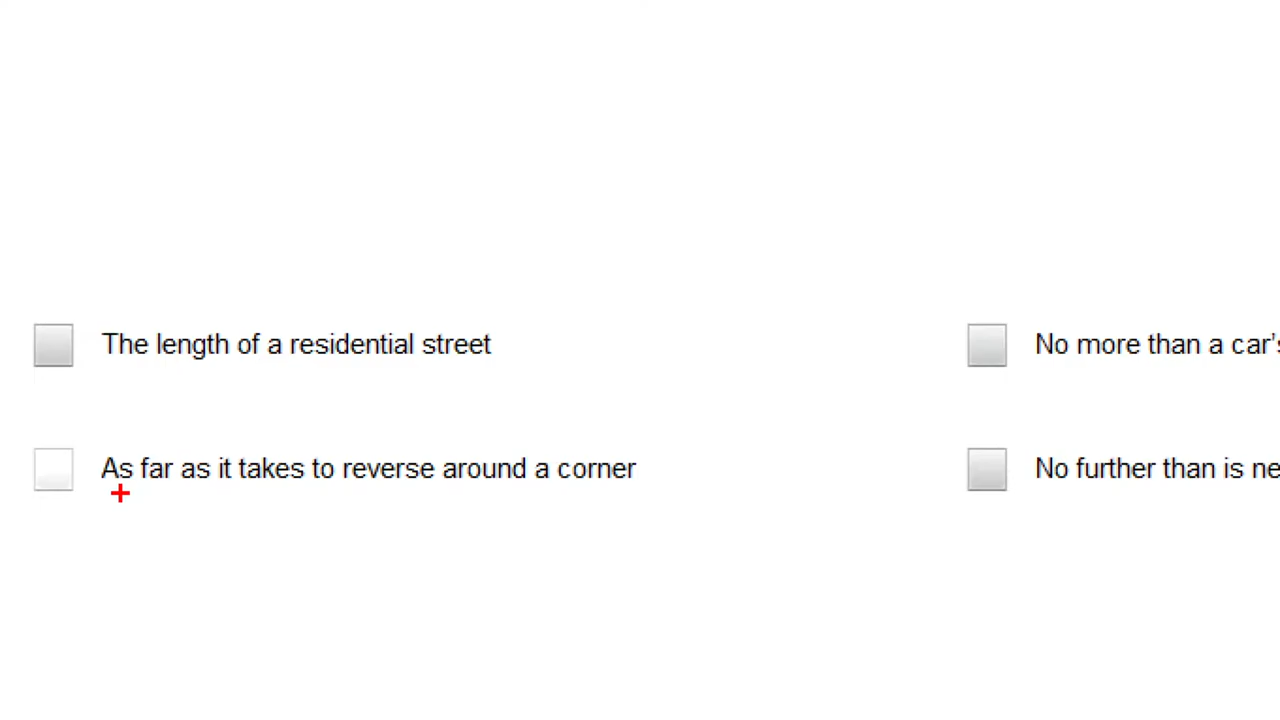 The length of a residential street
No more than a car's
As far as it takes to reverse around a corner
No further than is